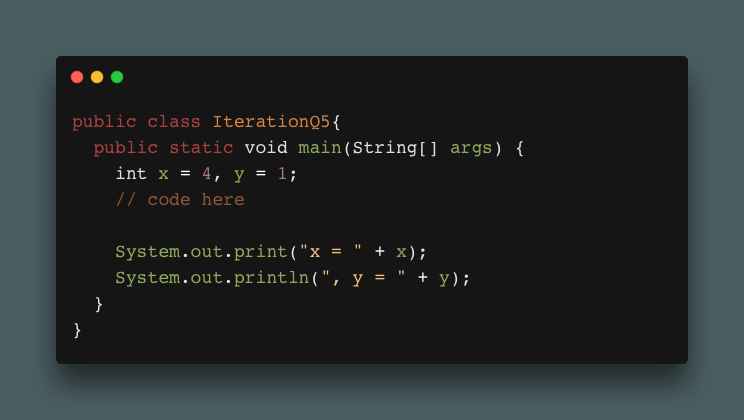 public class IterationQ5{
  public static void main(String[] args) {
    int x = 4, y = 1;
    // code here

    System.out.print("x = " + x);
    System.out.println(", y = " + y);
  }
}